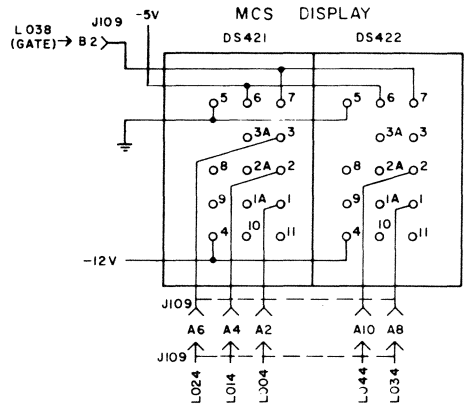 MCS DISPLAY
L038 J109 -5V
(GATE) B2 DS421 DS422
5 6 7 5 6 7
3A 3 3A 3
8 2A 2 8 2A 2
9 1A 1 9 1A 1
4 10 11 4 10 11
-12V
J109
A6 A4 A2 A10 A8
J109
L024 L014 L004 L044 L034